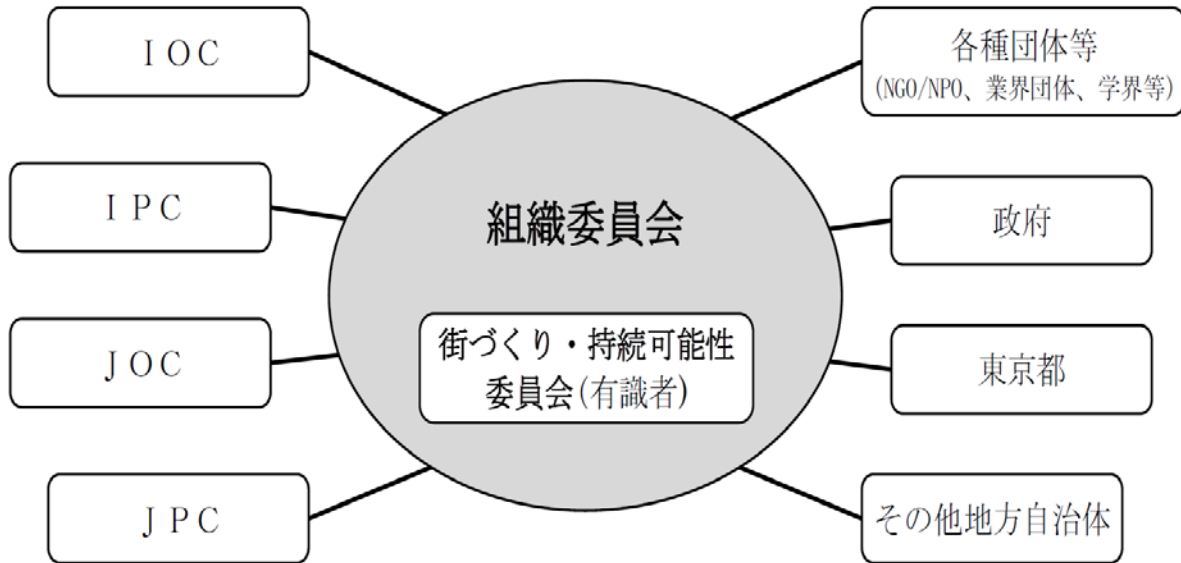 IOC
IPC
JOC
JPC
組織委員会
街づくり・持続可能性
委員会(有識者)
各種団体等
(NGO/NPO、業界団体、学界等)
政府
東京都
その他地方自治体